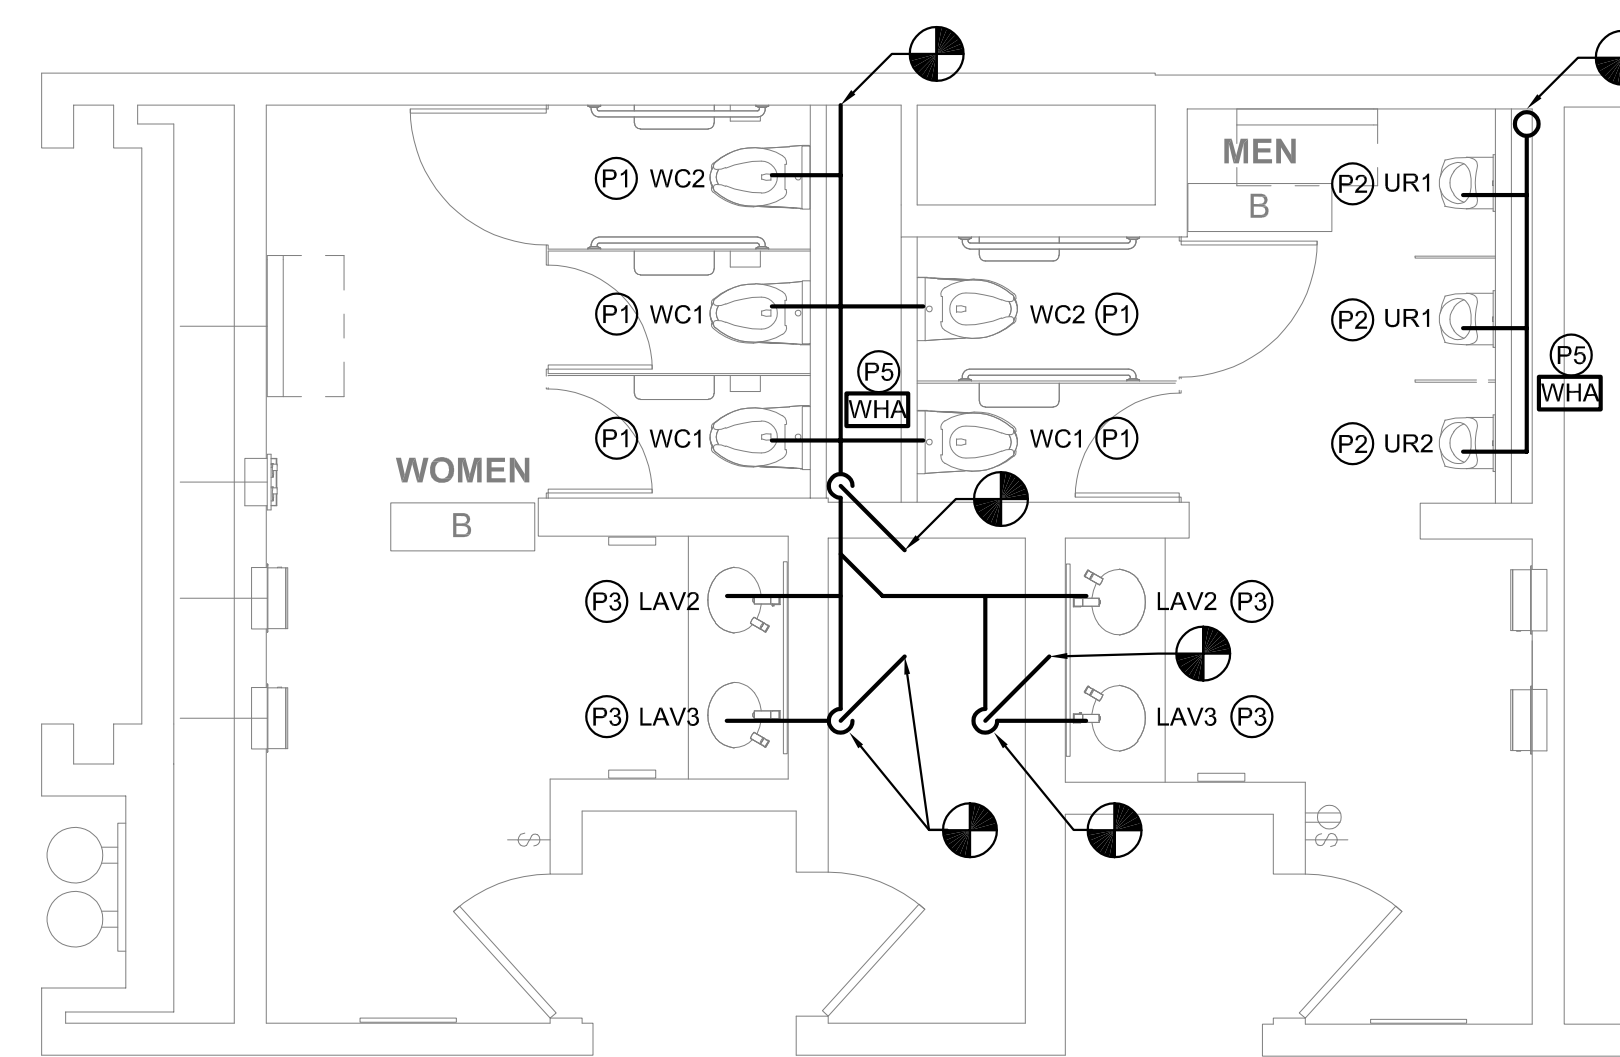 MEN
P1 WC2
P2 UR1
B
P1 WC1
WC2 P1
P2 UR1
P5
WHA
P5
WHA
P1 WC1
WC1 P1
P2 UR2
WOMEN
B
P3 LAV2
LAV2 P3
P3 LAV3
LAV3 P3
S
SO